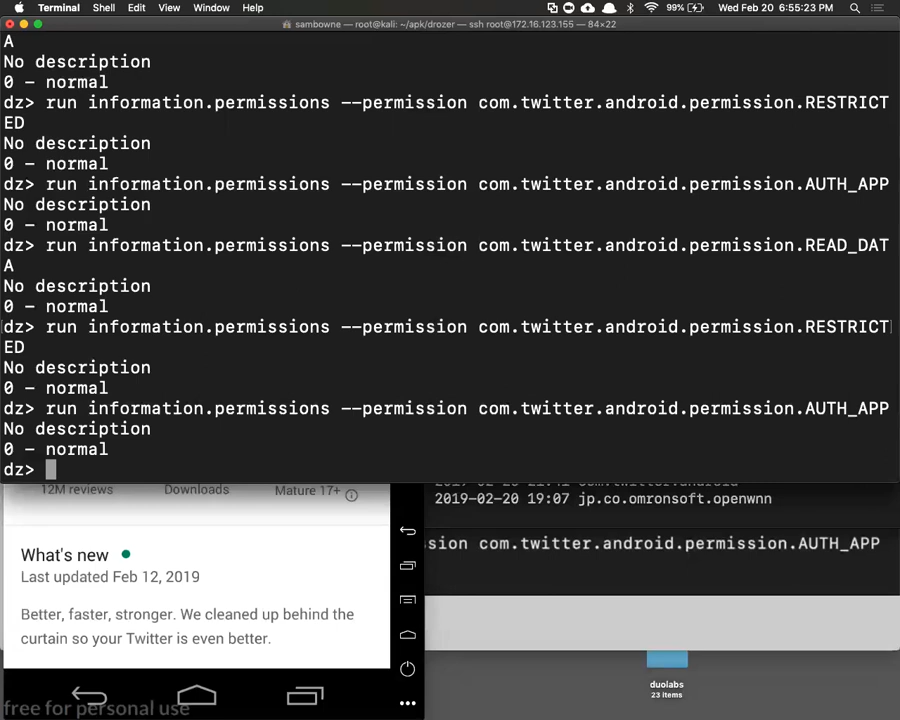 Terminal Shell Edit View Window Help 99% Wed Feb 20 6:55:23 PM
sambowne — root@kali: ~/apk/drozer — ssh root@172.16.123.155 — 84×22
A
No description
0 - normal
dz> run information.permissions --permission com.twitter.android.permission.RESTRICT
ED
No description
0 - normal
dz> run information.permissions --permission com.twitter.android.permission.AUTH_APP
No description
0 - normal
dz> run information.permissions --permission com.twitter.android.permission.READ_DAT
A
No description
0 - normal
dz> run information.permissions --permission com.twitter.android.permission.RESTRICT
ED
No description
0 - normal
dz> run information.permissions --permission com.twitter.android.permission.AUTH_APP
No description
0 - normal
dz>
12M reviews Downloads Mature 17+
2019-02-20 19:07 jp.co.omronsoft.openwnn
ssion com.twitter.android.permission.AUTH_APP
What's new
Last updated Feb 12, 2019
Better, faster, stronger. We cleaned up behind the
curtain so your Twitter is even better.
duolabs
23 items
free for personal use